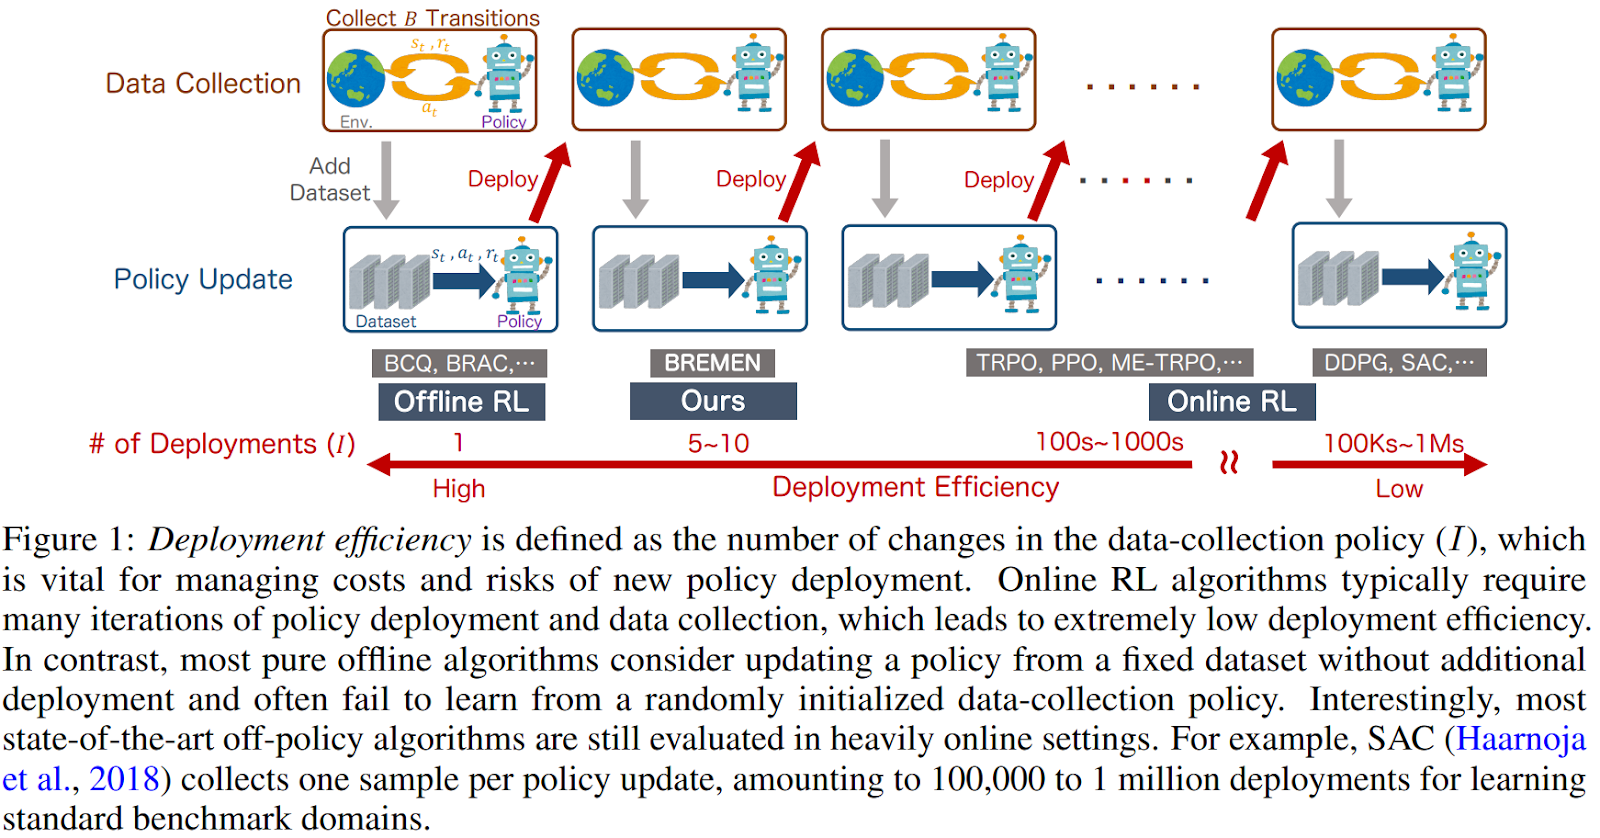 Collect B Transitions
Data Collection
sₜ , rₜ
aₜ
Env.
Policy
Add
Dataset
Deploy
Deploy
Deploy
Policy Update
sₜ , aₜ , rₜ
Dataset
Policy
BCQ, BRAC,⋯
BREMEN
TRPO, PPO, ME-TRPO,⋯
DDPG, SAC,⋯
Offline RL
Ours
Online RL
# of Deployments (I)
1
5~10
100s~1000s
100Ks~1Ms
High
Deployment Efficiency
Low
Figure 1: Deployment efficiency is defined as the number of changes in the data-collection policy (I), which
is vital for managing costs and risks of new policy deployment. Online RL algorithms typically require
many iterations of policy deployment and data collection, which leads to extremely low deployment efficiency.
In contrast, most pure offline algorithms consider updating a policy from a fixed dataset without additional
deployment and often fail to learn from a randomly initialized data-collection policy. Interestingly, most
state-of-the-art off-policy algorithms are still evaluated in heavily online settings. For example, SAC (Haarnoja
et al., 2018) collects one sample per policy update, amounting to 100,000 to 1 million deployments for learning
standard benchmark domains.